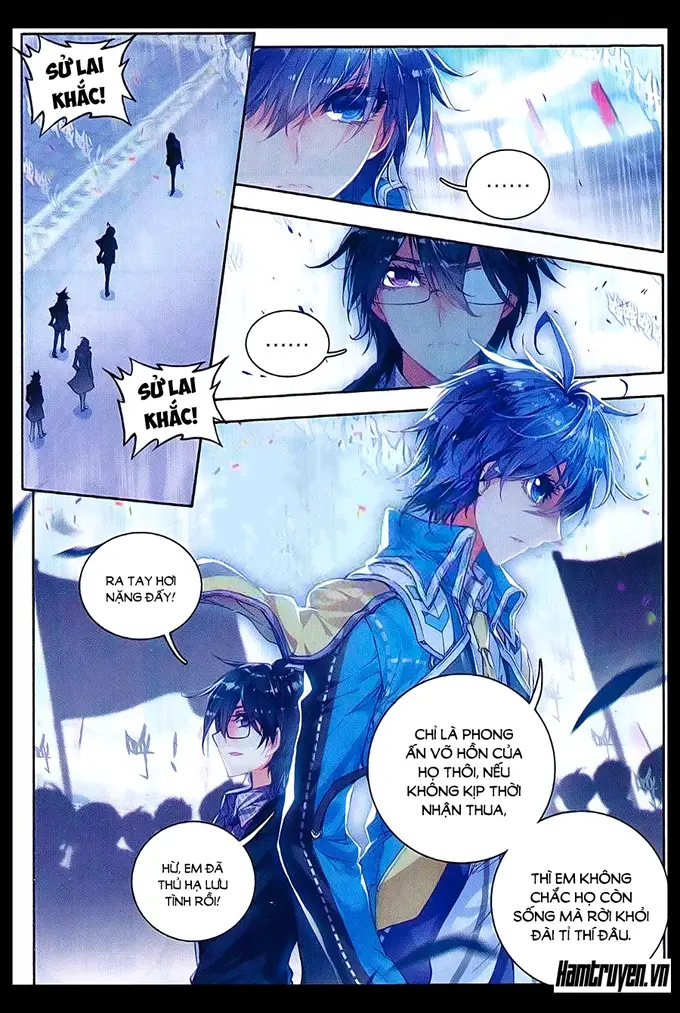 SỬ LAI
KHẮC!
......
......
SỬ LAI
KHẮC!
RA TAY HƠI
NẶNG ĐẤY!
CHỈ LÀ PHONG
ẤN VÕ HỒN CỦA
HỌ THÔI, NẾU
KHÔNG KỊP THỜI
NHẬN THUA,
HỪ, EM ĐÃ
THỦ HẠ LƯU
TÌNH RỒI!
THÌ EM KHÔNG
CHẮC HỌ CÒN
SỐNG MÀ RỜI KHỎI
ĐÀI TỈ THÍ ĐÂU.
Hamtruyen.vn